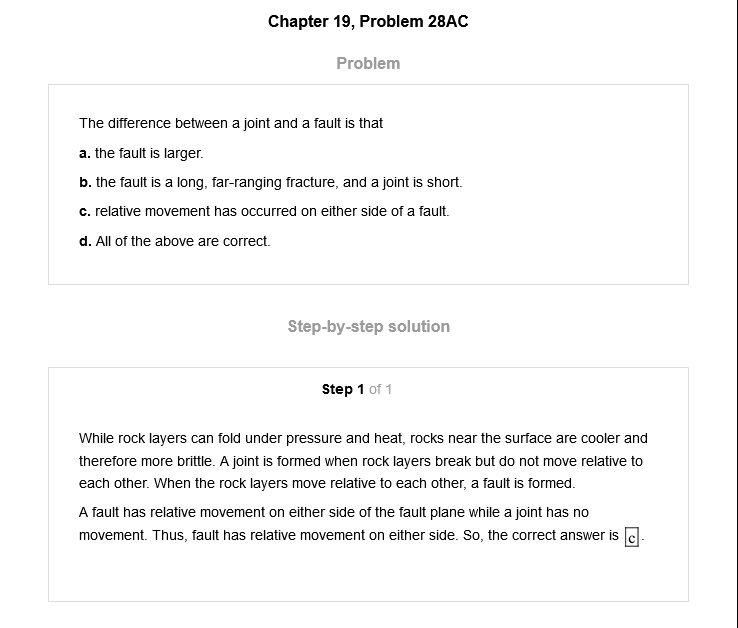 Chapter 19, Problem 28AC
Problem
The difference between a joint and a fault is that
a. the fault is larger.
b. the fault is a long, far-ranging fracture, and a joint is short.
c. relative movement has occurred on either side of a fault.
d. All of the above are correct.
Step-by-step solution
Step 1 of 1
While rock layers can fold under pressure and heat, rocks near the surface are cooler and
therefore more brittle. A joint is formed when rock layers break but do not move relative to
each other. When the rock layers move relative to each other, a fault is formed.
A fault has relative movement on either side of the fault plane while a joint has no
movement. Thus, fault has relative movement on either side. So, the correct answer is c.